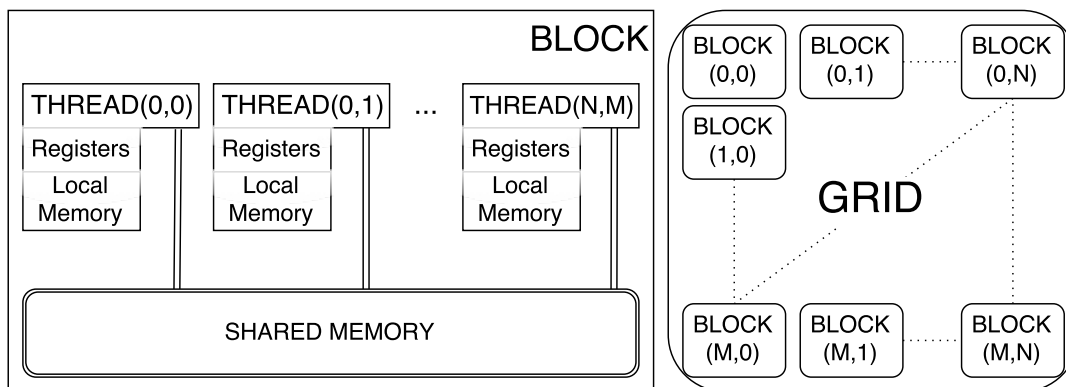 BLOCK
THREAD(0,0)
THREAD(0,1)
...
THREAD(N,M)
Registers
Registers
Registers
Local
Memory
Local
Memory
Local
Memory
SHARED MEMORY
BLOCK
(0,0)
BLOCK
(0,1)
BLOCK
(0,N)
BLOCK
(1,0)
GRID
BLOCK
(M,0)
BLOCK
(M,1)
BLOCK
(M,N)